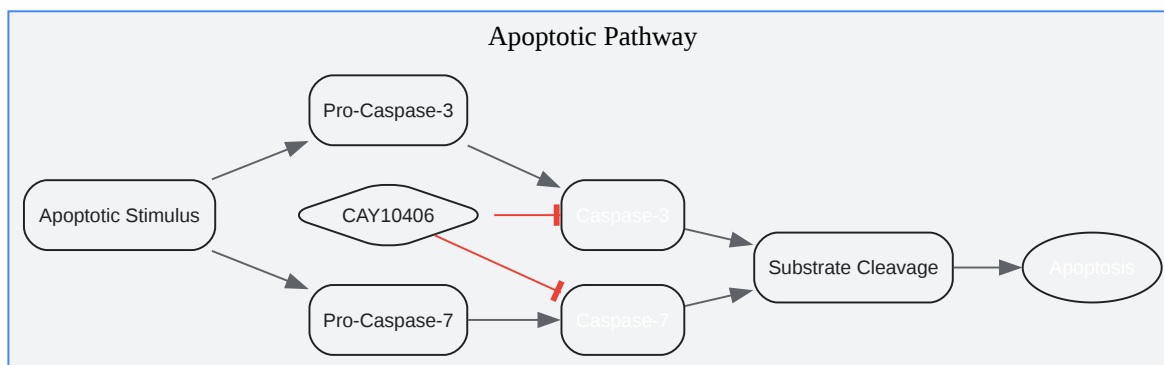 Apoptotic Pathway
Pro-Caspase-3
Apoptotic Stimulus
CAY10406
Caspase-3
Substrate Cleavage
Apoptosis
Pro-Caspase-7
Caspase-7